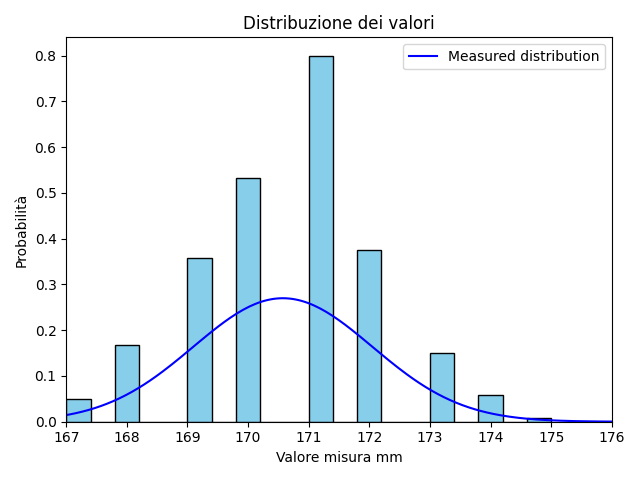 Distribuzione dei valori
Measured distribution
Probabilità
0.8
0.7
0.6
0.5
0.4
0.3
0.2
0.1
0.0
167 168 169 170 171 172 173 174 175 176
Valore misura mm